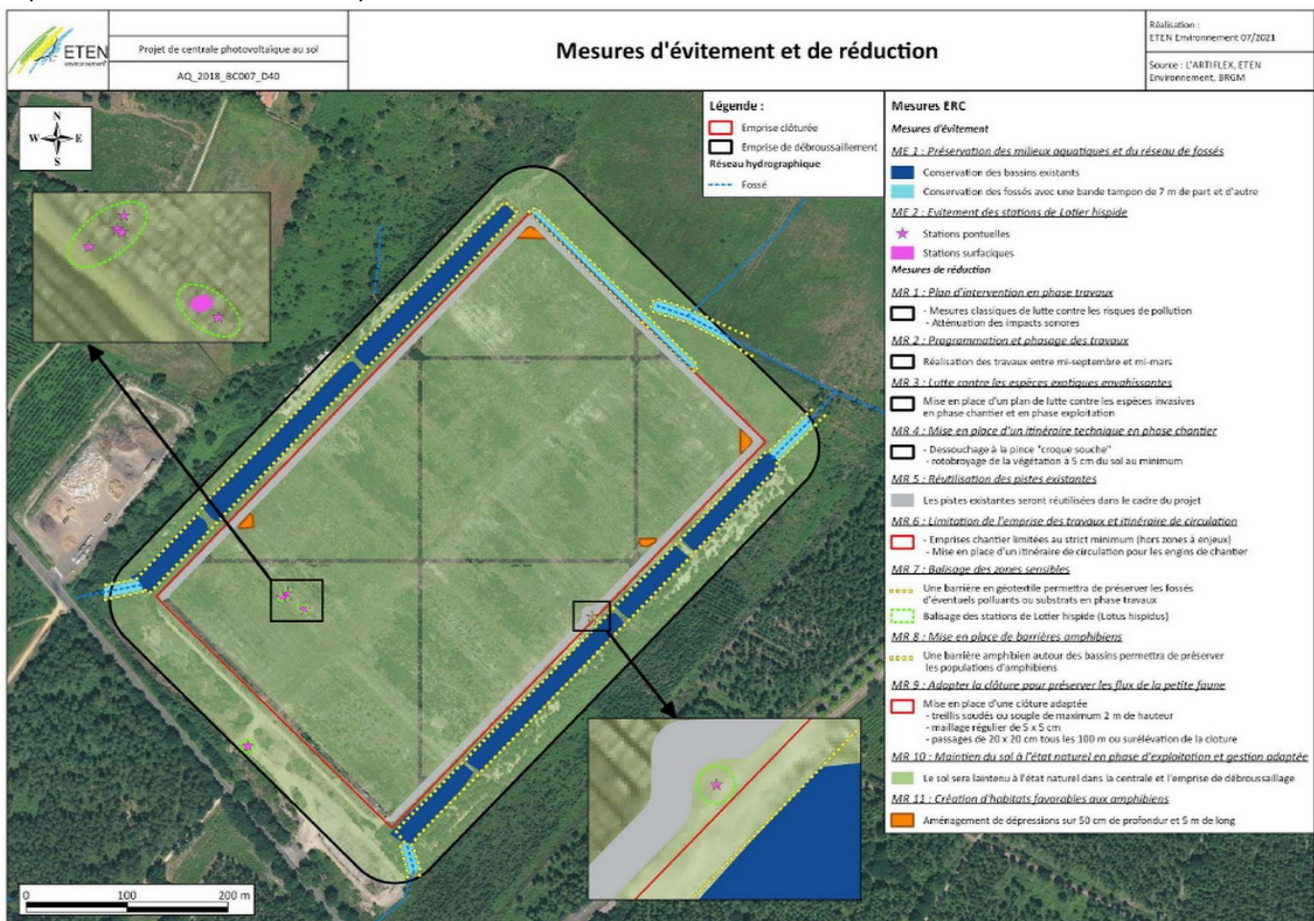 ETEN
environnement
Projet de centrale photovoltaïque au sol
AQ_2018_BC007_D40
Mesures d'évitement et de réduction
Réalisation :
ETEN Environnement 07/2021
Source : L'ARTIFLEX, ETEN
Environnement, BRGM
N
W E
S
Légende :
Emprise clôturée
Emprise de débroussaillement
Réseau hydrographique
Fossé
Mesures ERC
Mesures d'évitement
ME 1 : Préservation des milieux aquatiques et du réseau de fossés
Conservation des bassins existants
Conservation des fossés avec une bande tampon de 7 m de part et d'autre
ME 2 : Evitement des stations de Lotier hispide
Stations pontuelles
Stations surfaciques
Mesures de réduction
MR 1 : Plan d'intervention en phase travaux
- Mesures classiques de lutte contre les risques de pollution
- Atténuation des impacts sonores
MR 2 : Programmation et phasage des travaux
Réalisation des travaux entre mi-septembre et mi-mars
MR 3 : Lutte contre les espèces exotiques envahissantes
Mise en place d'un plan de lutte contre les espèces invasives
en phase chantier et en phase exploitation
MR 4 : Mise en place d'un itinéraire technique en phase chantier
- Dessouchage à la pince "croque souche"
- rotobroyage de la végétation à 5 cm du sol au minimum
MR 5 : Réutilisation des pistes existantes
Les pistes existantes seront réutilisées dans le cadre du projet
MR 6 : Limitation de l'emprise des travaux et itinéraire de circulation
- Emprises chantier limitées au strict minimum (hors zones à enjeux)
- Mise en place d'un itinéraire de circulation pour les engins de chantier
MR 7 : Balisage des zones sensibles
Une barrière en géotextile permettra de préserver les fossés
d'éventuels polluants ou substrats en phase travaux
Balisage des stations de Lotier hispide (Lotus hispidus)
MR 8 : Mise en place de barrières amphibiens
Une barrière amphibien autour des bassins permettra de préserver
les populations d'amphibiens
MR 9 : Adapter la clôture pour préserver les flux de la petite faune
Mise en place d'une clôture adaptée
- treillis soudés ou souple de maximum 2 m de hauteur
- maillage régulier de 5 x 5 cm
- passages de 20 x 20 cm tous les 100 m ou surélévation de la cloture
MR 10 : Maintien du sol à l'état naturel en phase d'exploitation et gestion adaptée
Le sol sera laintenu à l'état naturel dans la centrale et l'emprise de débroussaillage
MR 11 : Création d'habitats favorables aux amphibiens
Aménagement de dépressions sur 50 cm de profondur et 5 m de long
0 100 200 m